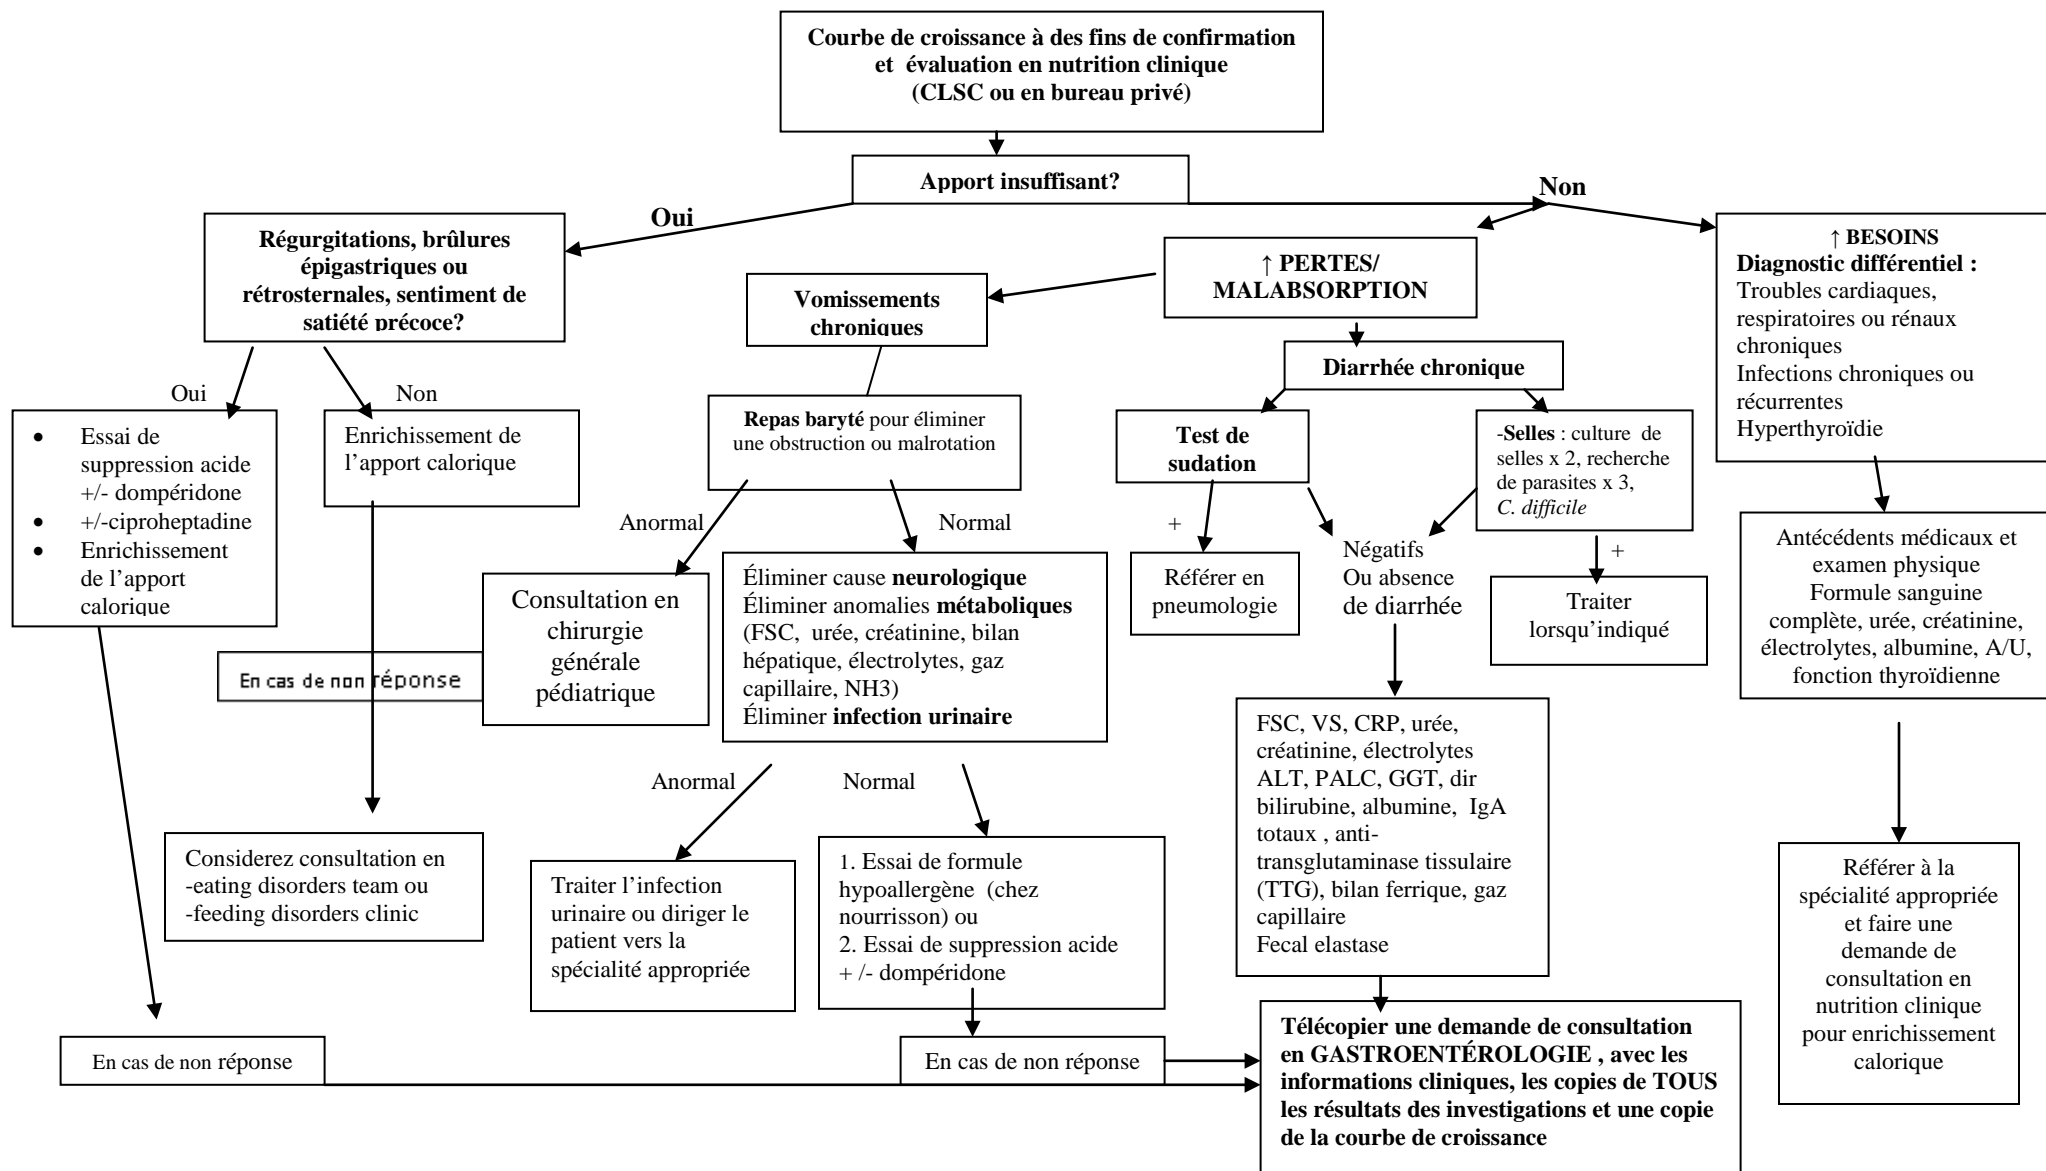 Courbe de croissance à des fins de confirmation
et évaluation en nutrition clinique
(CLSC ou en bureau privé)
Apport insuffisant?
Oui
Non
Régurgitations, brûlures
épigastriques ou
rétrosternales, sentiment de
satiété précoce?
Oui
Non
• Essai de
suppression acide
+/- dompéridone
• +/-ciproheptadine
• Enrichissement
de l’apport
calorique
Enrichissement de
l’apport calorique
En cas de non réponse
Considerez consultation en
-eating disorders team ou
-feeding disorders clinic
En cas de non réponse
↑ PERTES/
MALABSORPTION
Vomissements
chroniques
Repas baryté pour éliminer
une obstruction ou malrotation
Anormal
Normal
Consultation en
chirurgie
générale
pédiatrique
Éliminer cause neurologique
Éliminer anomalies métaboliques
(FSC, urée, créatinine, bilan
hépatique, électrolytes, gaz
capillaire, NH3)
Éliminer infection urinaire
Anormal
Normal
Traiter l’infection
urinaire ou diriger le
patient vers la
spécialité appropriée
1. Essai de formule
hypoallergène (chez
nourrisson) ou
2. Essai de suppression acide
+ /- dompéridone
En cas de non réponse
Diarrhée chronique
Test de
sudation
-Selles : culture de
selles x 2, recherche
de parasites x 3,
C. difficile
+
Négatifs
Ou absence
de diarrhée
+
Référer en
pneumologie
Traiter
lorsqu’indiqué
FSC, VS, CRP, urée,
créatinine, électrolytes
ALT, PALC, GGT, dir
bilirubine, albumine, IgA
totaux , anti-
transglutaminase tissulaire
(TTG), bilan ferrique, gaz
capillaire
Fecal elastase
Télécopier une demande de consultation
en GASTROENTÉROLOGIE , avec les
informations cliniques, les copies de TOUS
les résultats des investigations et une copie
de la courbe de croissance
↑ BESOINS
Diagnostic différentiel :
Troubles cardiaques,
respiratoires ou rénaux
chroniques
Infections chroniques ou
récurrentes
Hyperthyroïdie
Antécédents médicaux et
examen physique
Formule sanguine
complète, urée, créatinine,
électrolytes, albumine, A/U,
fonction thyroïdienne
Référer à la
spécialité appropriée
et faire une
demande de
consultation en
nutrition clinique
pour enrichissement
calorique